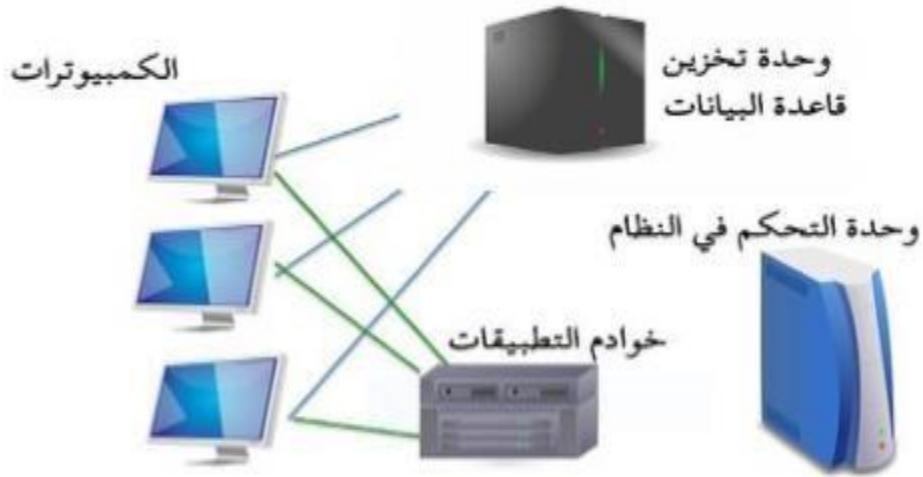 الكمبيوترات
وحدة تخزين
قاعدة البيانات
وحدة التحكم في النظام
خوادم التطبيقات